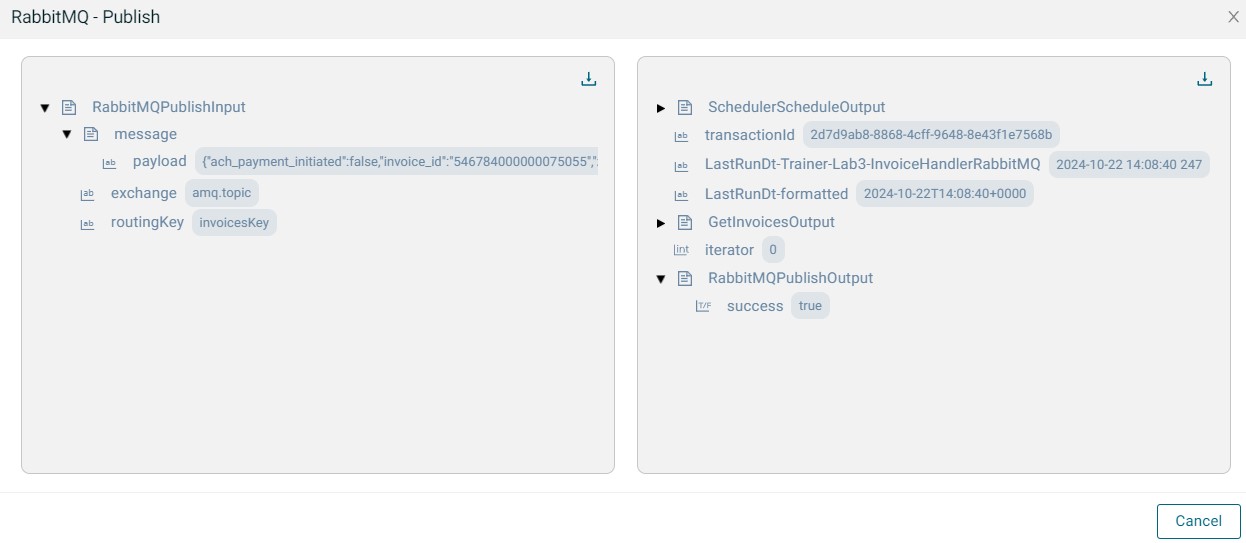 RabbitMQ - Publish X
RabbitMQPublishInput
message
payload {"ach_payment_initiated":false,"invoice_id":"546784000000075055","
exchange amq.topic
routingKey invoicesKey
SchedulerScheduleOutput
transactionId 2d7d9ab8-8868-4cff-9648-8e43f1e7568b
LastRunDt-Trainer-Lab3-InvoiceHandlerRabbitMQ 2024-10-22 14:08:40 247
LastRunDt-formatted 2024-10-22T14:08:40+0000
GetInvoicesOutput
int iterator 0
RabbitMQPublishOutput
T/F success true
Cancel